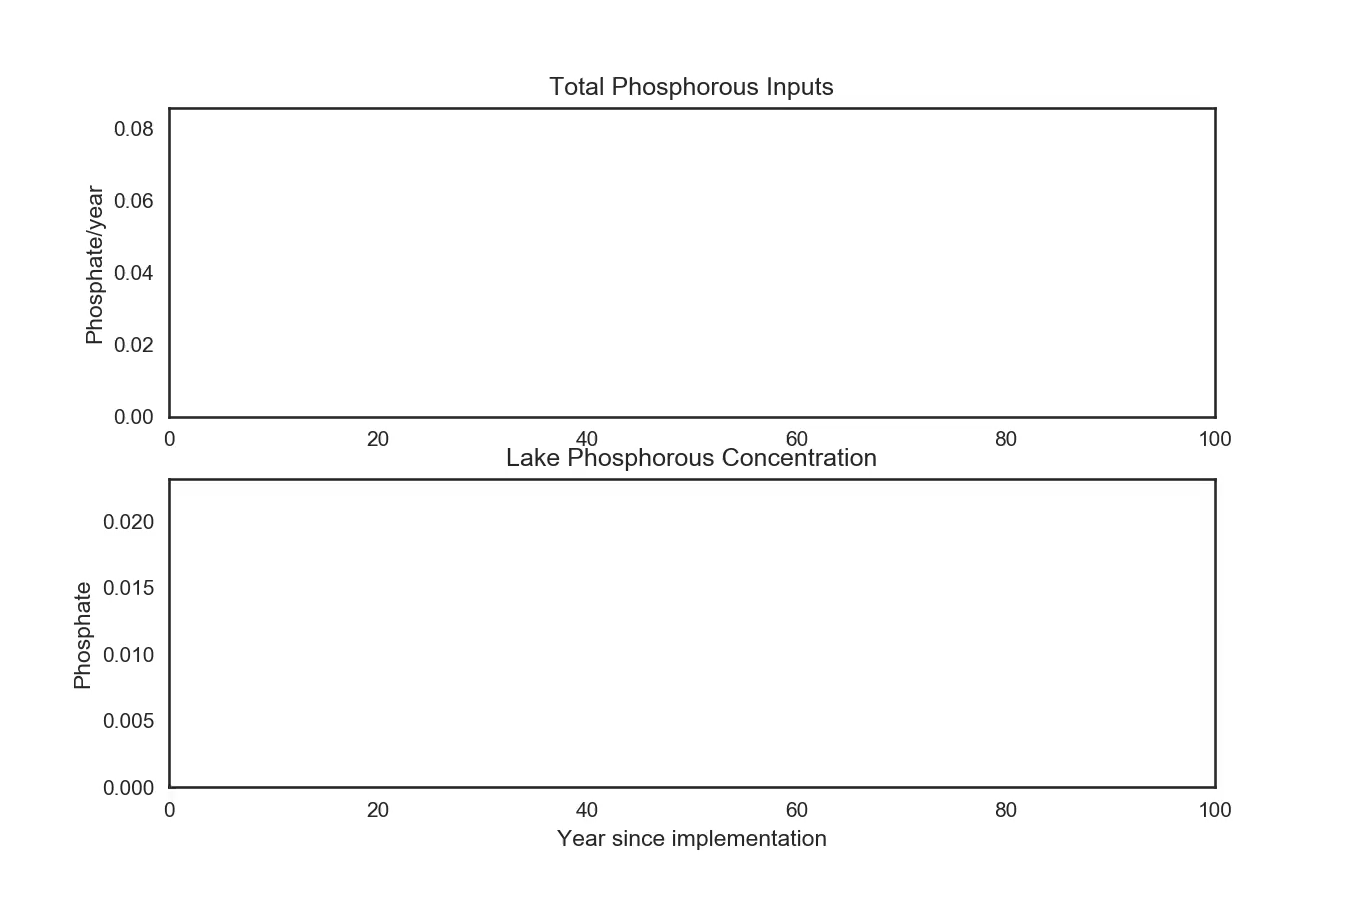 Total Phosphorous Inputs
0.08
0.06
0.04
0.02
0.00
Phosphate/year
0 20 40 60 80 100
Lake Phosphorous Concentration
0.020
0.015
0.010
0.005
0.000
Phosphate
0 20 40 60 80 100
Year since implementation